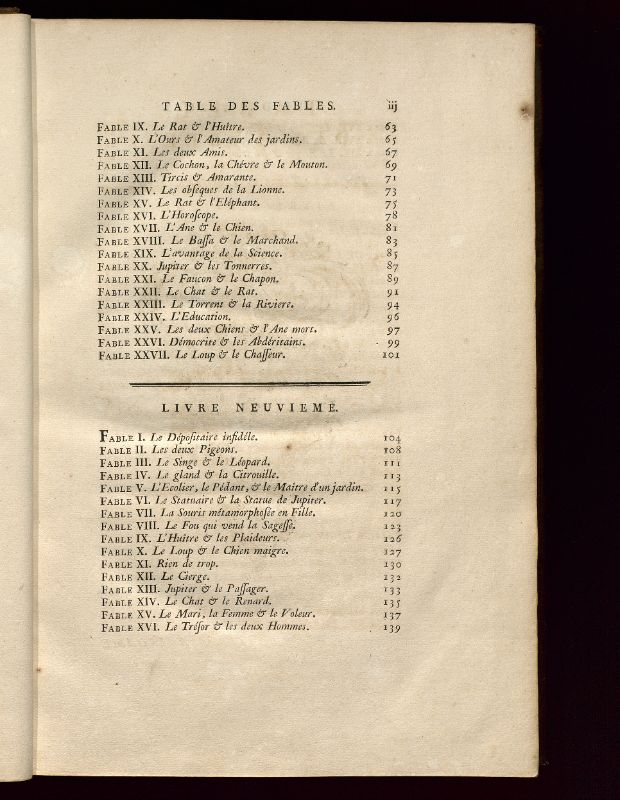 TABLE DES FABLES. iij
FABLE IX. Le Rat & l'Huître. 63
FABLE X. L'Ours & l'Amateur des jardins. 65
FABLE XI. Les deux Amis. 67
FABLE XII. Le Cochon, la Chévre & le Mouton. 69
FABLE XIII. Tircis & Amarante. 71
FABLE XIV. Les obſèques de la Lionne. 73
FABLE XV. Le Rat & l'Eléphant. 75
FABLE XVI. L'Horoſcope. 78
FABLE XVII. L'Ane & le Chien. 81
FABLE XVIII. Le Baſſa & le Marchand. 83
FABLE XIX. L'avantage de la Science. 85
FABLE XX. Jupiter & les Tonnerres. 87
FABLE XXI. Le Faucon & le Chapon. 89
FABLE XXII. Le Chat & le Rat. 91
FABLE XXIII. Le Torrent & la Riviere. 94
FABLE XXIV. L'Education. 96
FABLE XXV. Les deux Chiens & l'Ane mort. 97
FABLE XXVI. Démocrite & les Abdéritains. 99
FABLE XXVII. Le Loup & le Chaſſeur. 101
LIVRE NEUVIEME.
FABLE I. Le Dépoſitaire infidéle. 104
FABLE II. Les deux Pigeons. 108
FABLE III. Le Singe & le Léopard. 111
FABLE IV. Le gland & la Citrouille. 113
FABLE V. L'Ecolier, le Pédant, & le Maître d'un jardin. 115
FABLE VI. Le Statuaire & la Statue de Jupiter. 117
FABLE VII. La Souris métamorphoſée en Fille. 120
FABLE VIII. Le Fou qui vend la Sageſſe. 123
FABLE IX. L'Huître & les Plaideurs. 126
FABLE X. Le Loup & le Chien maigre. 127
FABLE XI. Rien de trop. 130
FABLE XII. Le Cierge. 132
FABLE XIII. Jupiter & le Paſſager. 133
FABLE XIV. Le Chat & le Renard. 135
FABLE XV. Le Mari, la Femme & le Voleur. 137
FABLE XVI. Le Tréſor & les deux Hommes. 139